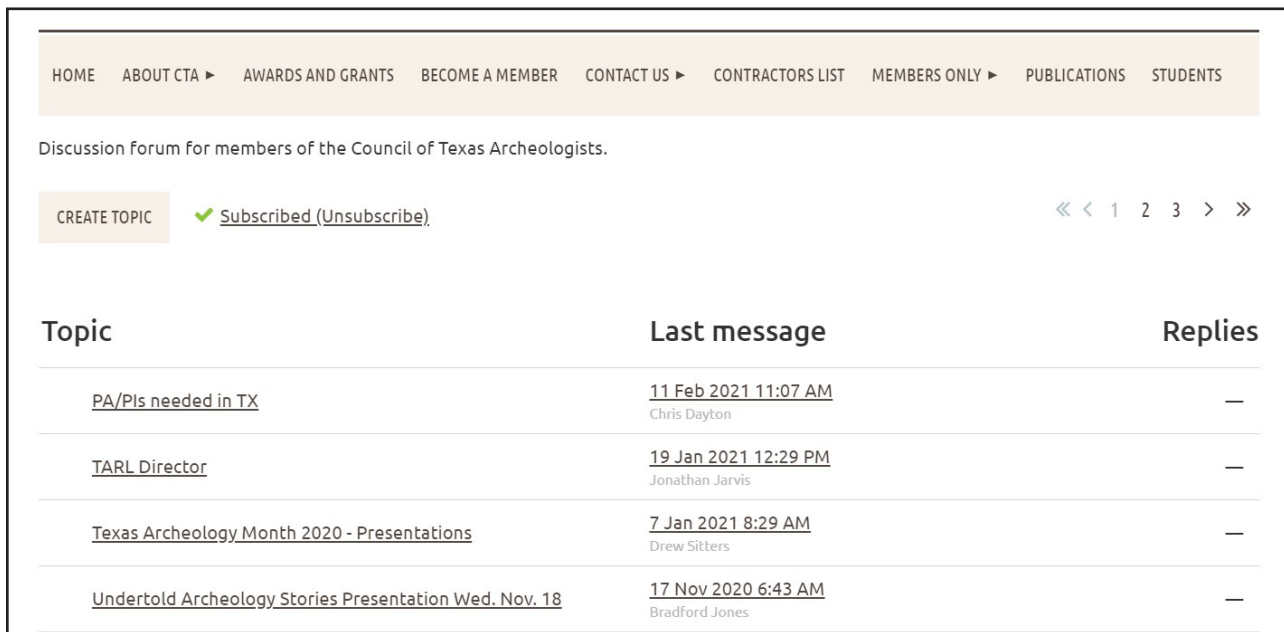 HOME ABOUT CTA ► AWARDS AND GRANTS BECOME A MEMBER CONTACT US ► CONTRACTORS LIST MEMBERS ONLY ► PUBLICATIONS STUDENTS
Discussion forum for members of the Council of Texas Archeologists.
CREATE TOPIC ✔ Subscribed (Unsubscribe) « < 1 2 3 > »
Topic Last message Replies
PA/PIs needed in TX 11 Feb 2021 11:07 AM —
Chris Dayton
TARL Director 19 Jan 2021 12:29 PM —
Jonathan Jarvis
Texas Archeology Month 2020 - Presentations 7 Jan 2021 8:29 AM —
Drew Sitters
Undertold Archeology Stories Presentation Wed. Nov. 18 17 Nov 2020 6:43 AM —
Bradford Jones